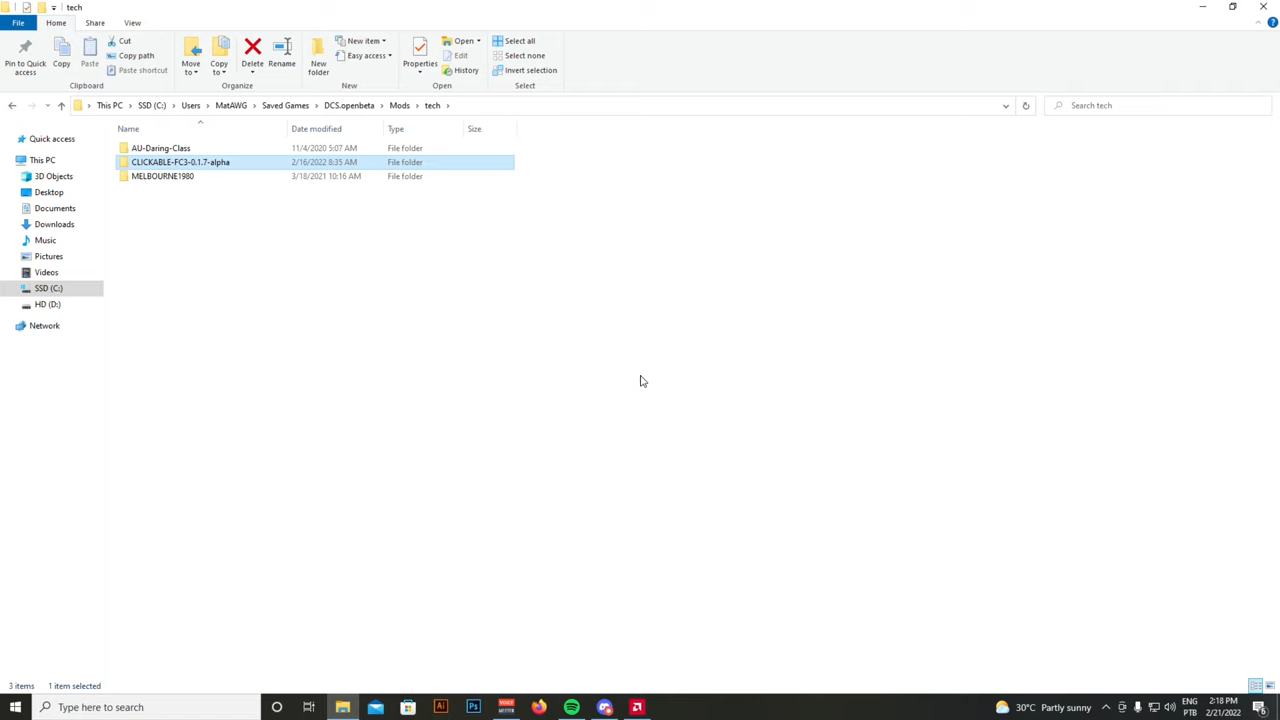 tech
File Home Share View
Pin to Quick access
Copy
Paste
Cut
Copy path
Paste shortcut
Clipboard
Move to
Copy to
Delete
Rename
Organize
New folder
New item
Easy access
New
Properties
Open
Edit
History
Open
Select all
Select none
Invert selection
Select
This PC SSD (C:) Users MatAWG Saved Games DCS.openbeta Mods tech
Search tech
Name Date modified Type Size
AU-Daring-Class 11/4/2020 5:07 AM File folder
CLICKABLE-FC3-0.1.7-alpha 2/16/2022 8:35 AM File folder
MELBOURNE1980 3/18/2021 10:16 AM File folder
Quick access
This PC
3D Objects
Desktop
Documents
Downloads
Music
Pictures
Videos
SSD (C:)
HD (D:)
Network
3 items 1 item selected
Type here to search
Ai
Ps
30°C Partly sunny
ENG
PTB
2:18 PM
2/21/2022